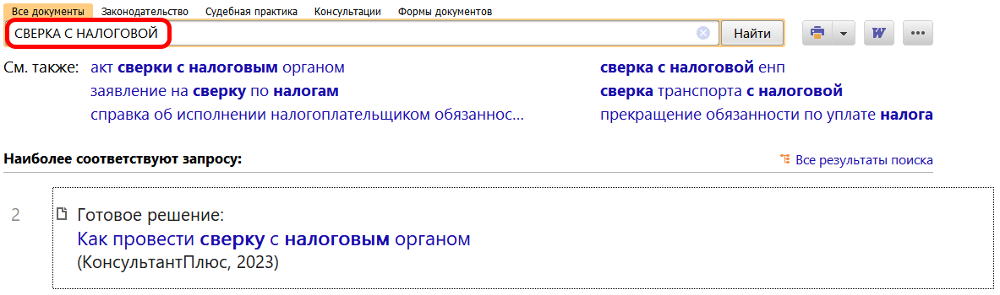 Все документы Законодательство Судебная практика Консультации Формы документов
СВЕРКА С НАЛОГОВОЙ Найти W
См. также: акт сверки с налоговым органом сверка с налоговой енп
заявление на сверку по налогам сверка транспорта с налоговой
справка об исполнении налогоплательщиком обязаннос... прекращение обязанности по уплате налога
Наиболее соответствуют запросу: Все результаты поиска
2 Готовое решение:
Как провести сверку с налоговым органом
(КонсультантПлюс, 2023)